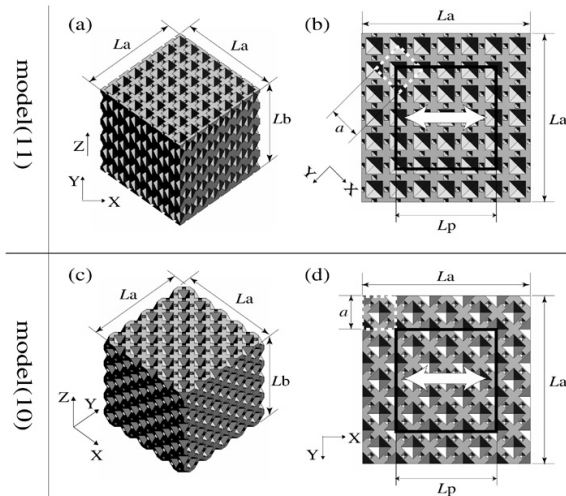 model(11)
(a)
La
La
Lb
Z
Y
X
(b)
La
La
a
Y
X
Lp
model(10)
(c)
La
La
Lb
Z
Y
X
(d)
La
a
La
X
Y
Lp